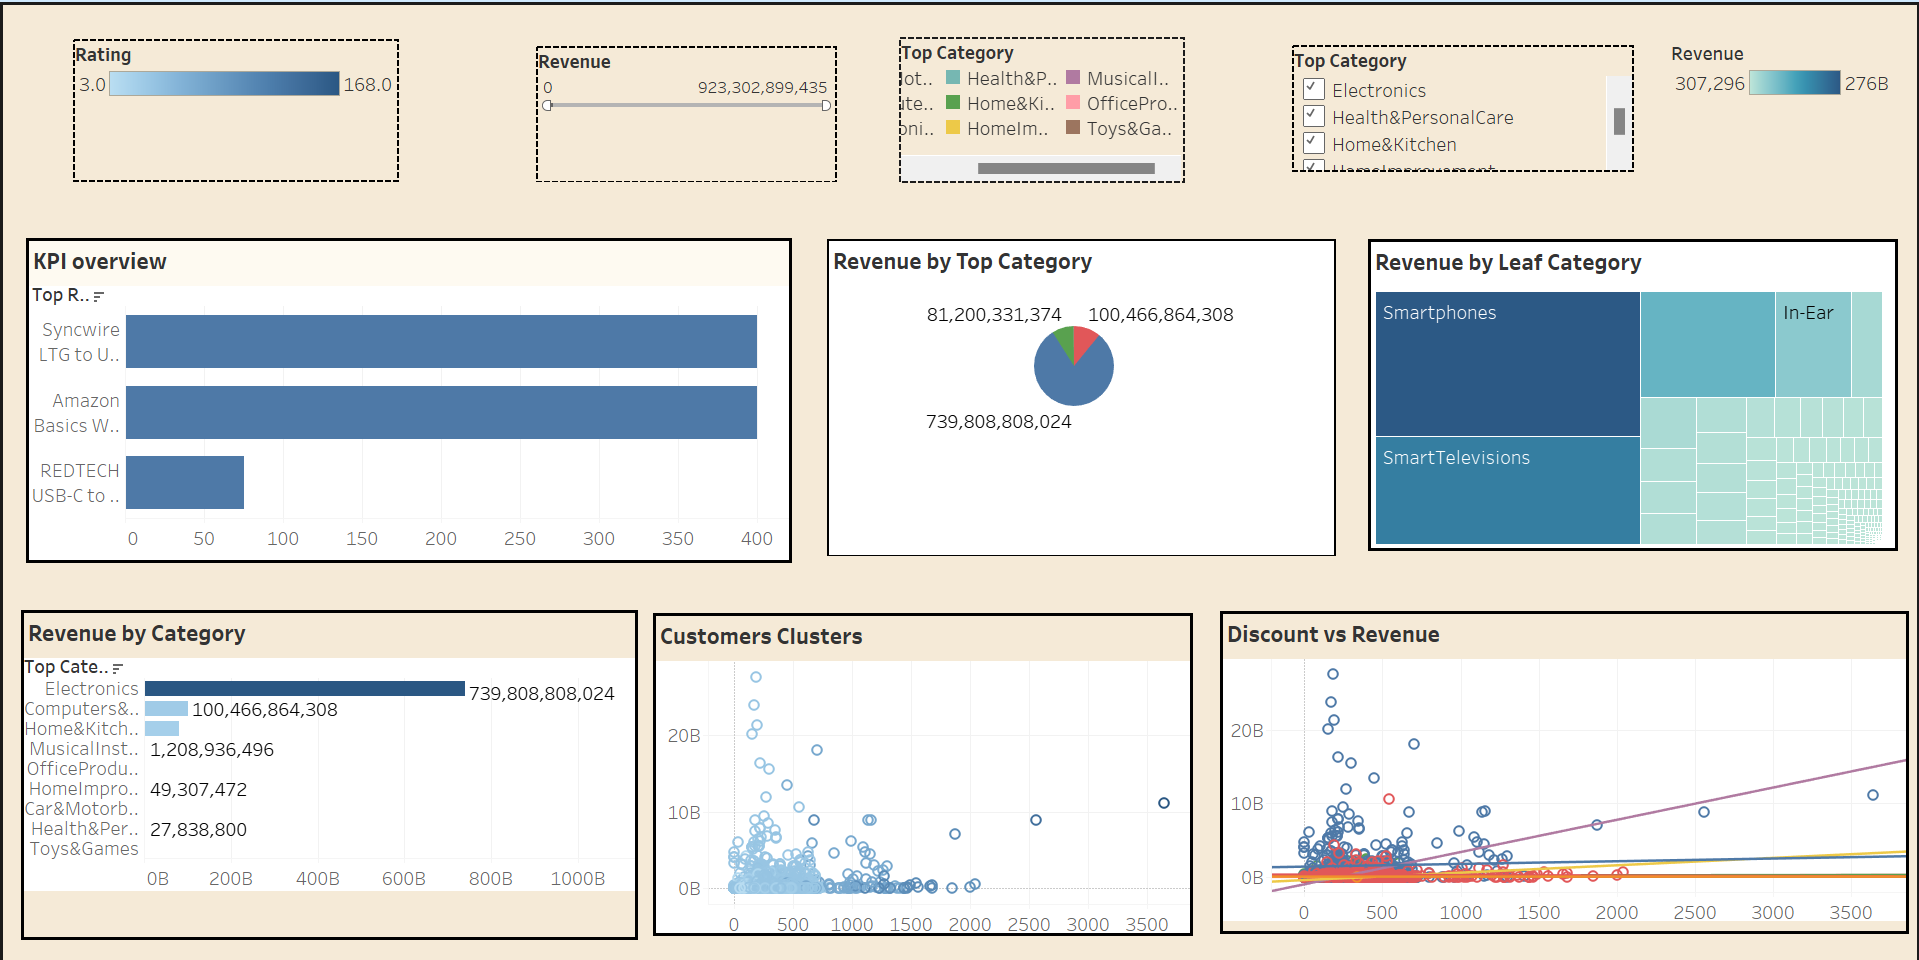 Rating
3.0 168.0
Revenue
0 923,302,899,435
Top Category
Health&P.. MusicalI..
Home&Ki.. OfficePro..
HomeIm.. Toys&Ga..
Top Category
Electronics
Health&PersonalCare
Home&Kitchen
HomeImprovement
Revenue
307,296 276B
KPI overview
Top R..
Syncwire
LTG to U..
Amazon
Basics W..
REDTECH
USB-C to ..
0 50 100 150 200 250 300 350 400
Revenue by Top Category
81,200,331,374 100,466,864,308
739,808,808,024
Revenue by Leaf Category
Smartphones
In-Ear
SmartTelevisions
Revenue by Category
Top Cate..
Electronics 739,808,808,024
Computers&.. 100,466,864,308
Home&Kitch..
MusicalInst.. 1,208,936,496
OfficeProdu..
HomeImpro.. 49,307,472
Car&Motorb..
Health&Per.. 27,838,800
Toys&Games
0B 200B 400B 600B 800B 1000B
Customers Clusters
20B
10B
0B
0 500 1000 1500 2000 2500 3000 3500
Discount vs Revenue
20B
10B
0B
0 500 1000 1500 2000 2500 3000 3500